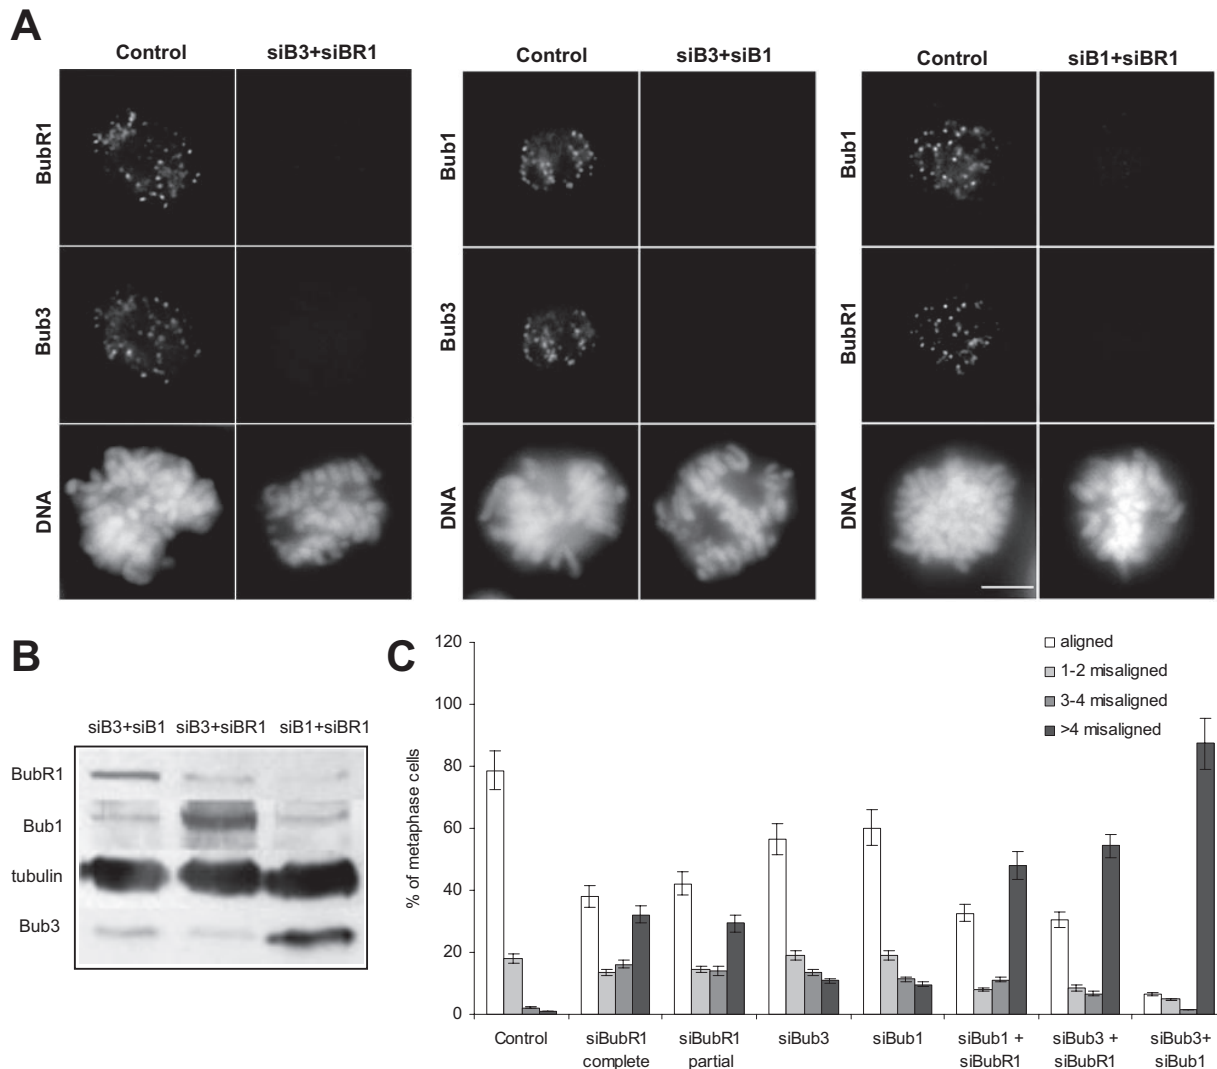 A
Control siB3+siBR1 Control siB3+siB1 Control siB1+siBR1
BubR1 Bub1 Bub1
Bub3 Bub3 BubR1
DNA DNA DNA
B
siB3+siB1 siB3+siBR1 siB1+siBR1
BubR1
Bub1
tubulin
Bub3
C
% of metaphase cells
120
100
80
60
40
20
0
aligned
1-2 misaligned
3-4 misaligned
>4 misaligned
Control siBubR1 siBubR1 siBub3 siBub1 siBub1 + siBub3 + siBub3+
complete partial siBubR1 siBubR1 siBub1